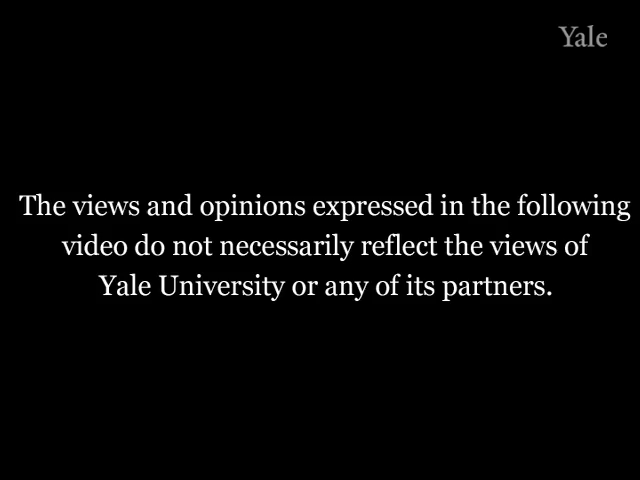 Yale
The views and opinions expressed in the following
video do not necessarily reflect the views of
Yale University or any of its partners.